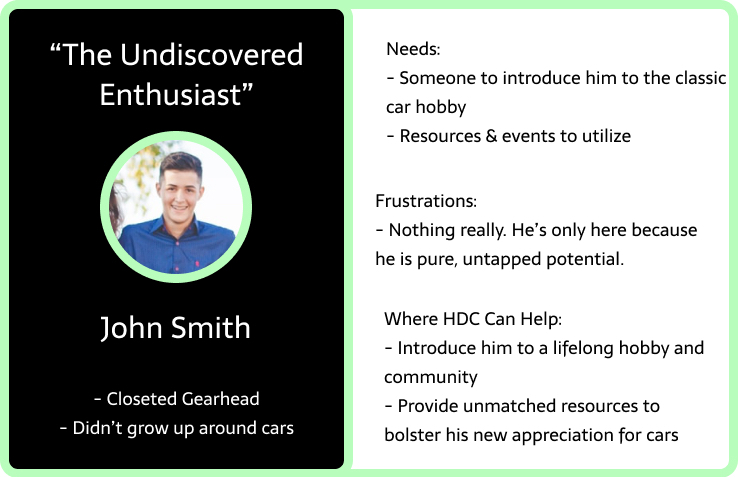 “The Undiscovered
Enthusiast”
John Smith
- Closeted Gearhead
- Didn’t grow up around cars
Needs:
- Someone to introduce him to the classic
car hobby
- Resources & events to utilize
Frustrations:
- Nothing really. He’s only here because
he is pure, untapped potential.
Where HDC Can Help:
- Introduce him to a lifelong hobby and
community
- Provide unmatched resources to
bolster his new appreciation for cars